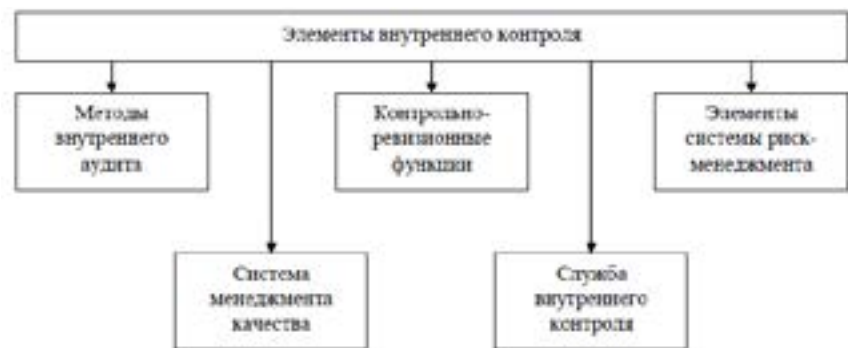 Элементы внутреннего контроля
Методы
внутреннего
аудита
Контрольно-
ревизионные
функции
Элементы
системы риск-
менеджмента
Система
менеджмента
качества
Служба
внутреннего
контроля